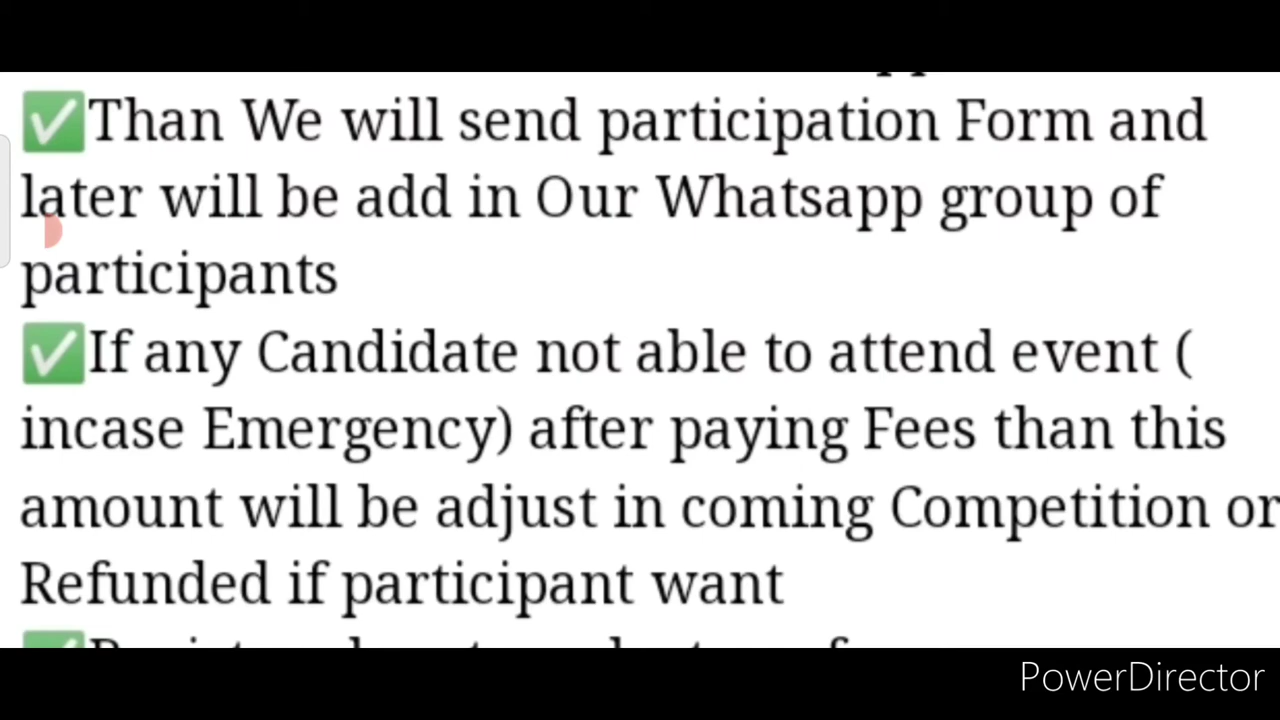 ✅Than We will send participation Form and
later will be add in Our Whatsapp group of
participants
✅If any Candidate not able to attend event (
incase Emergency) after paying Fees than this
amount will be adjust in coming Competition or
Refunded if participant want
PowerDirector